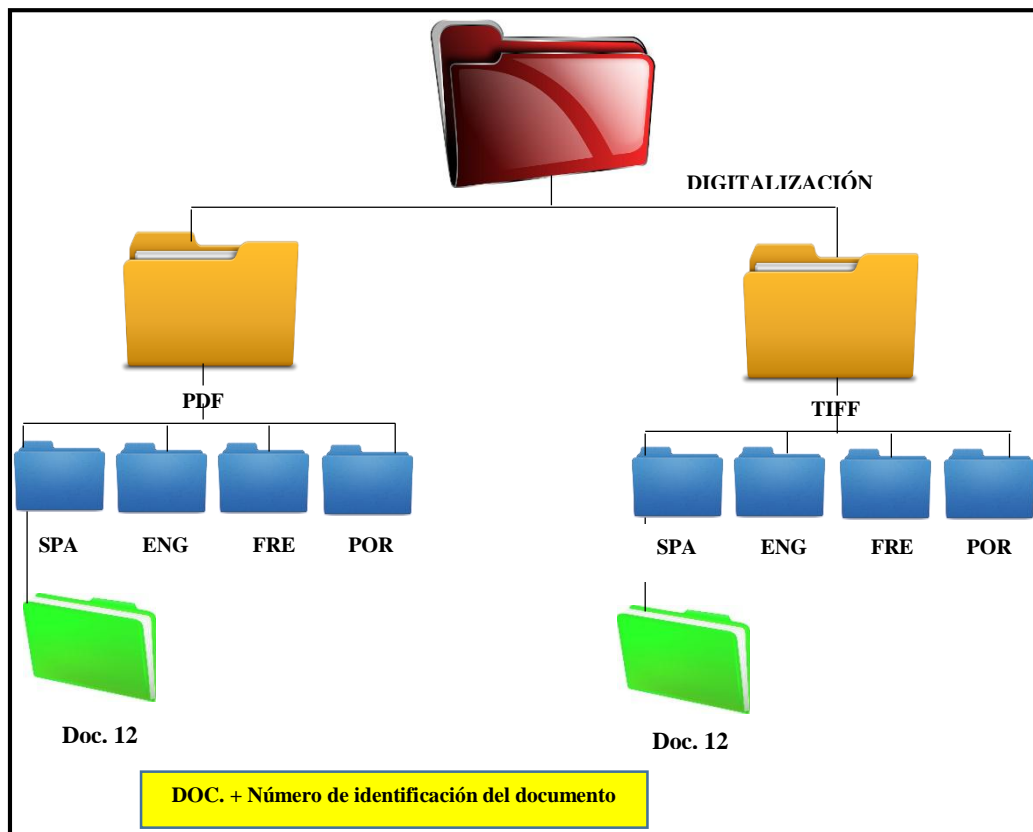 DIGITALIZACIÓN
PDF
TIFF
SPA ENG FRE POR
SPA ENG FRE POR
Doc. 12
Doc. 12
DOC. + Número de identificación del documento